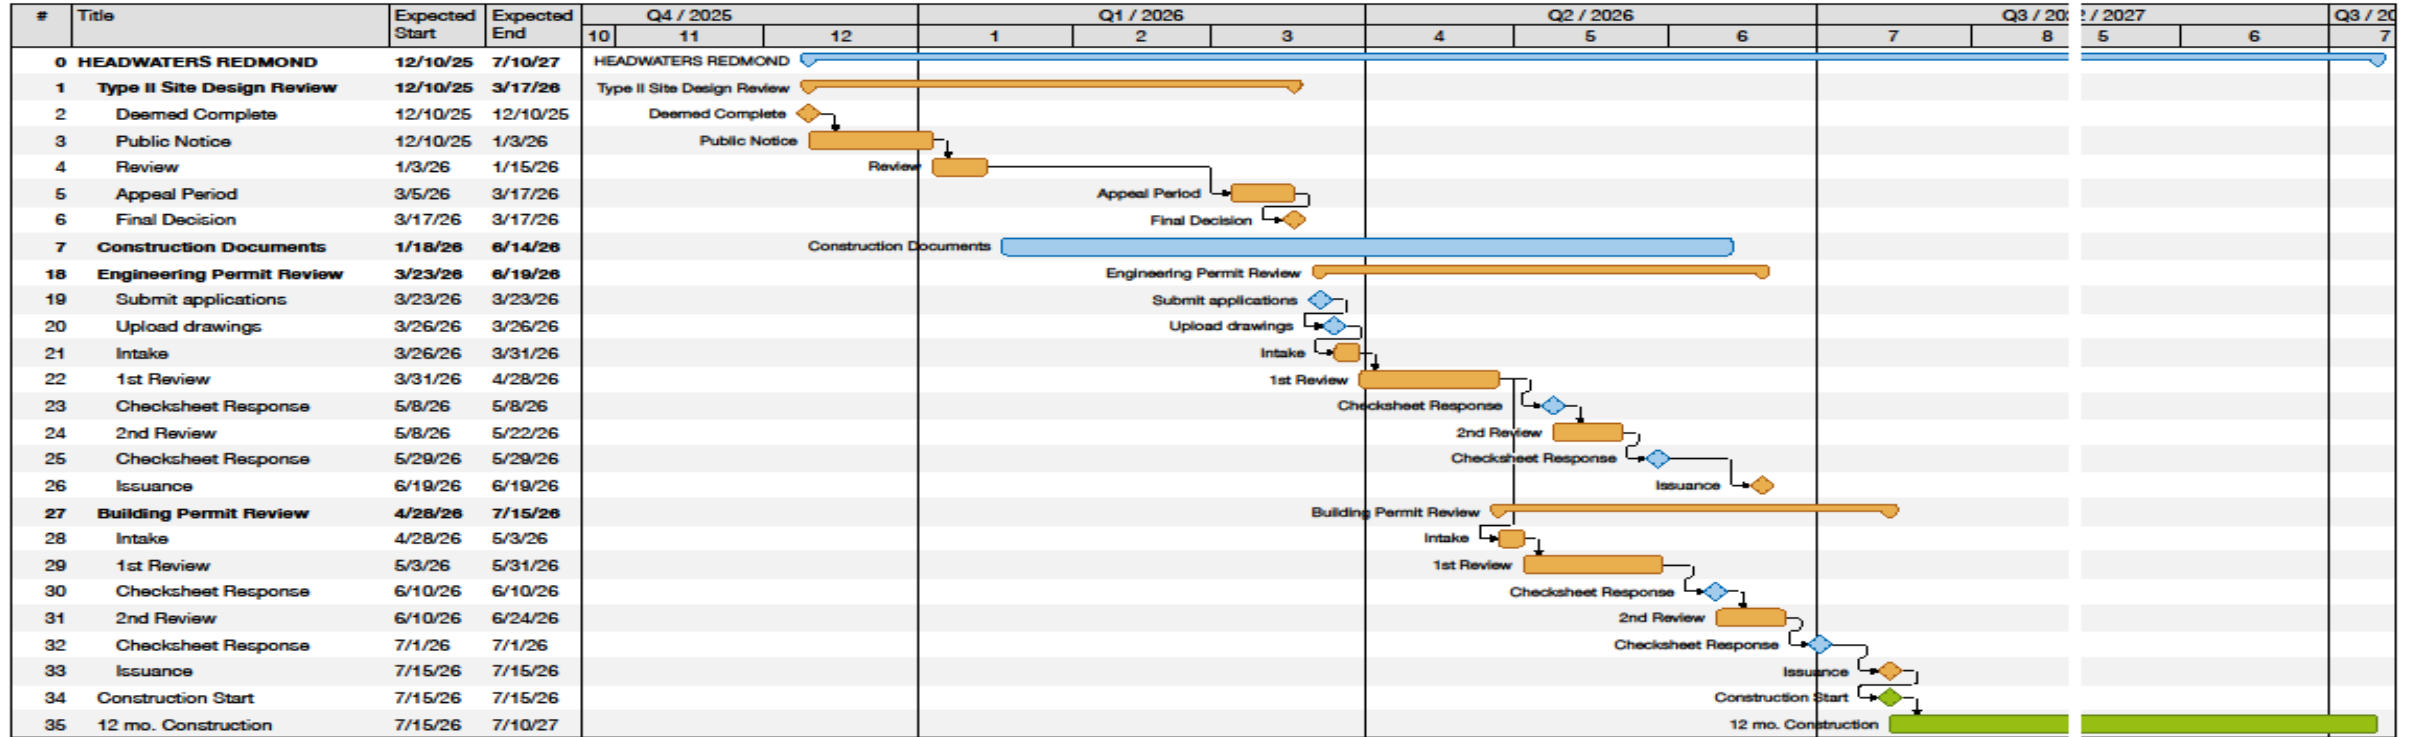 # Title Expected Start Expected End Q4 / 2025 Q1 / 2026 Q2 / 2026 Q3 / 202 2 / 2027 Q3 / 20
10 11 12 1 2 3 4 5 6 7 8 5 6 7
0 HEADWATERS REDMOND 12/10/25 7/10/27 HEADWATERS REDMOND
1 Type II Site Design Review 12/10/25 3/17/26 Type II Site Design Review
2 Deemed Complete 12/10/25 12/10/25 Deemed Complete
3 Public Notice 12/10/25 1/3/26 Public Notice
4 Review 1/3/26 1/15/26 Review
5 Appeal Period 3/5/26 3/17/26 Appeal Period
6 Final Decision 3/17/26 3/17/26 Final Decision
7 Construction Documents 1/18/26 6/14/26 Construction Documents
18 Engineering Permit Review 3/23/26 6/19/26 Engineering Permit Review
19 Submit applications 3/23/26 3/23/26 Submit applications
20 Upload drawings 3/26/26 3/26/26 Upload drawings
21 Intake 3/26/26 3/31/26 Intake
22 1st Review 3/31/26 4/28/26 1st Review
23 Checksheet Response 5/8/26 5/8/26 Checksheet Response
24 2nd Review 5/8/26 5/22/26 2nd Review
25 Checksheet Response 5/29/26 5/29/26 Checksheet Response
26 Issuance 6/19/26 6/19/26 Issuance
27 Building Permit Review 4/28/26 7/15/26 Building Permit Review
28 Intake 4/28/26 5/3/26 Intake
29 1st Review 5/3/26 5/31/26 1st Review
30 Checksheet Response 6/10/26 6/10/26 Checksheet Response
31 2nd Review 6/10/26 6/24/26 2nd Review
32 Checksheet Response 7/1/26 7/1/26 Checksheet Response
33 Issuance 7/15/26 7/15/26 Issuance
34 Construction Start 7/15/26 7/15/26 Construction Start
35 12 mo. Construction 7/15/26 7/10/27 12 mo. Construction